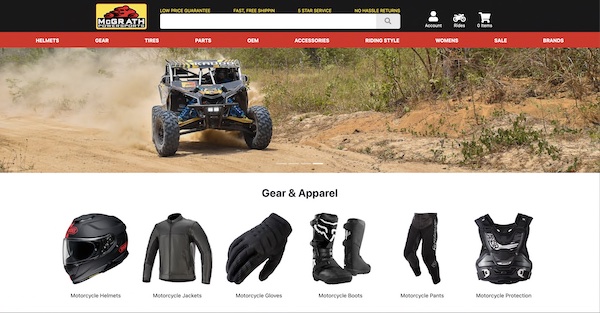 LOW PRICE GUARANTEE FAST, FREE SHIPPIN 5 STAR SERVICE NO HASSLE RETURNS
McGRATH
POWERSPORTS
Account Rides 0 Items
HELMETS GEAR TIRES PARTS OEM ACCESSORIES RIDING STYLE WOMENS SALE BRANDS
Gear & Apparel
FOX
Motorcycle Helmets Motorcycle Jackets Motorcycle Gloves Motorcycle Boots Motorcycle Pants Motorcycle Protection